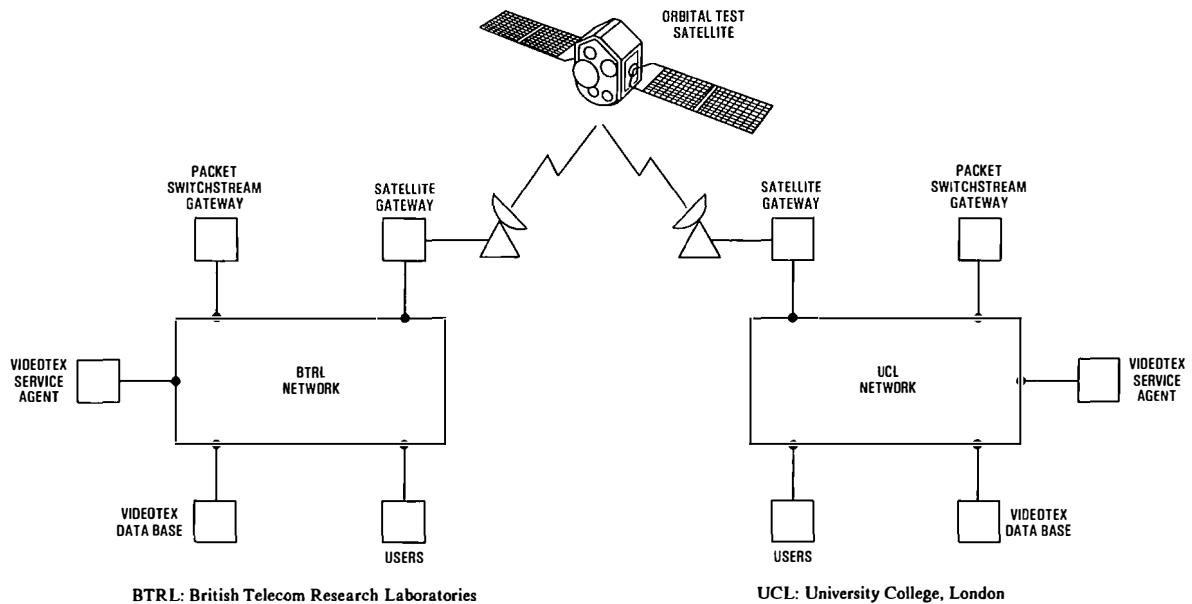 ORBITAL TEST
SATELLITE
PACKET
SWITCHSTREAM
GATEWAY
SATELLITE
GATEWAY
SATELLITE
GATEWAY
PACKET
SWITCHSTREAM
GATEWAY
VIDEOTEX
SERVICE
AGENT
BTRL
NETWORK
UCL
NETWORK
VIDEOTEX
SERVICE
AGENT
VIDEOTEX
DATA BASE
USERS
USERS
VIDEOTEX
DATA BASE
BTRL: British Telecom Research Laboratories
UCL: University College, London